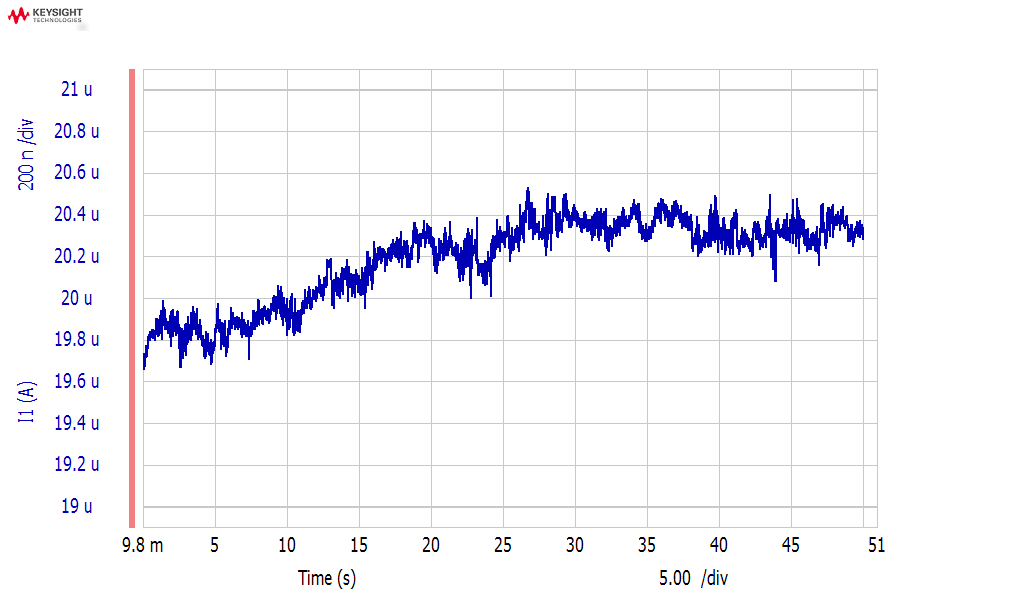 KEYSIGHT
TECHNOLOGIES
21 u
20.8 u
20.6 u
20.4 u
20.2 u
20 u
19.8 u
19.6 u
19.4 u
19.2 u
19 u
200 n /div
I1 (A)
9.8 m 5 10 15 20 25 30 35 40 45 51
Time (s) 5.00 /div